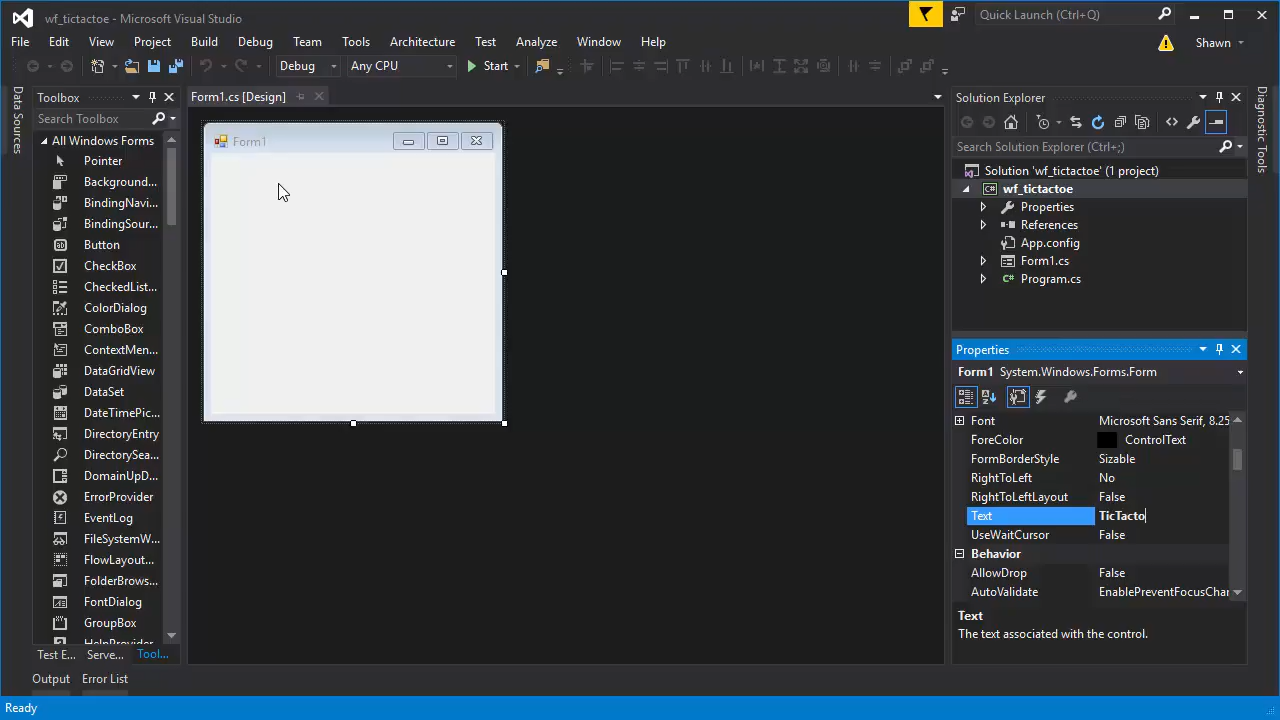 wf_tictactoe - Microsoft Visual Studio
Quick Launch (Ctrl+Q)
File Edit View Project Build Debug Team Tools Architecture Test Analyze Window Help
Shawn
Debug Any CPU Start
Data Sources
Toolbox
Search Toolbox
All Windows Forms
Pointer
Background...
BindingNavi...
BindingSour...
Button
CheckBox
CheckedList...
ColorDialog
ComboBox
ContextMen...
DataGridView
DataSet
DateTimePic...
DirectoryEntry
DirectorySea...
DomainUpD...
ErrorProvider
EventLog
FileSystemW...
FlowLayout...
FolderBrows...
FontDialog
GroupBox
HelpProvider
Test E... Serve... Tool...
Form1.cs [Design]
Form1
Solution Explorer
Search Solution Explorer (Ctrl+;)
Solution 'wf_tictactoe' (1 project)
wf_tictactoe
Properties
References
App.config
Form1.cs
Program.cs
Properties
Form1 System.Windows.Forms.Form
Font Microsoft Sans Serif, 8.25
ForeColor ControlText
FormBorderStyle Sizable
RightToLeft No
RightToLeftLayout False
Text TicTacto
UseWaitCursor False
Behavior
AllowDrop False
AutoValidate EnablePreventFocusChar
Text
The text associated with the control.
Diagnostic Tools
Output Error List
Ready